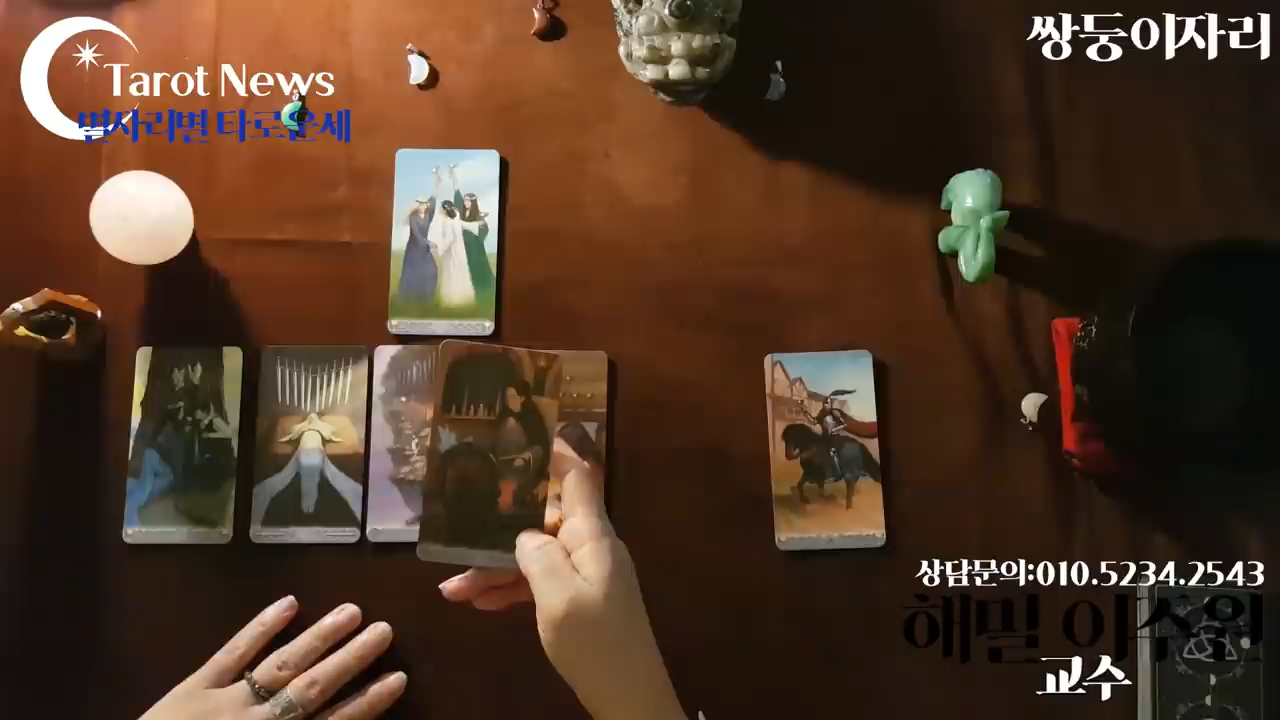 쌍둥이자리
Tarot News
별자리별 타로운세
상담문의:010.5234.2543
해밀 이수원
교수